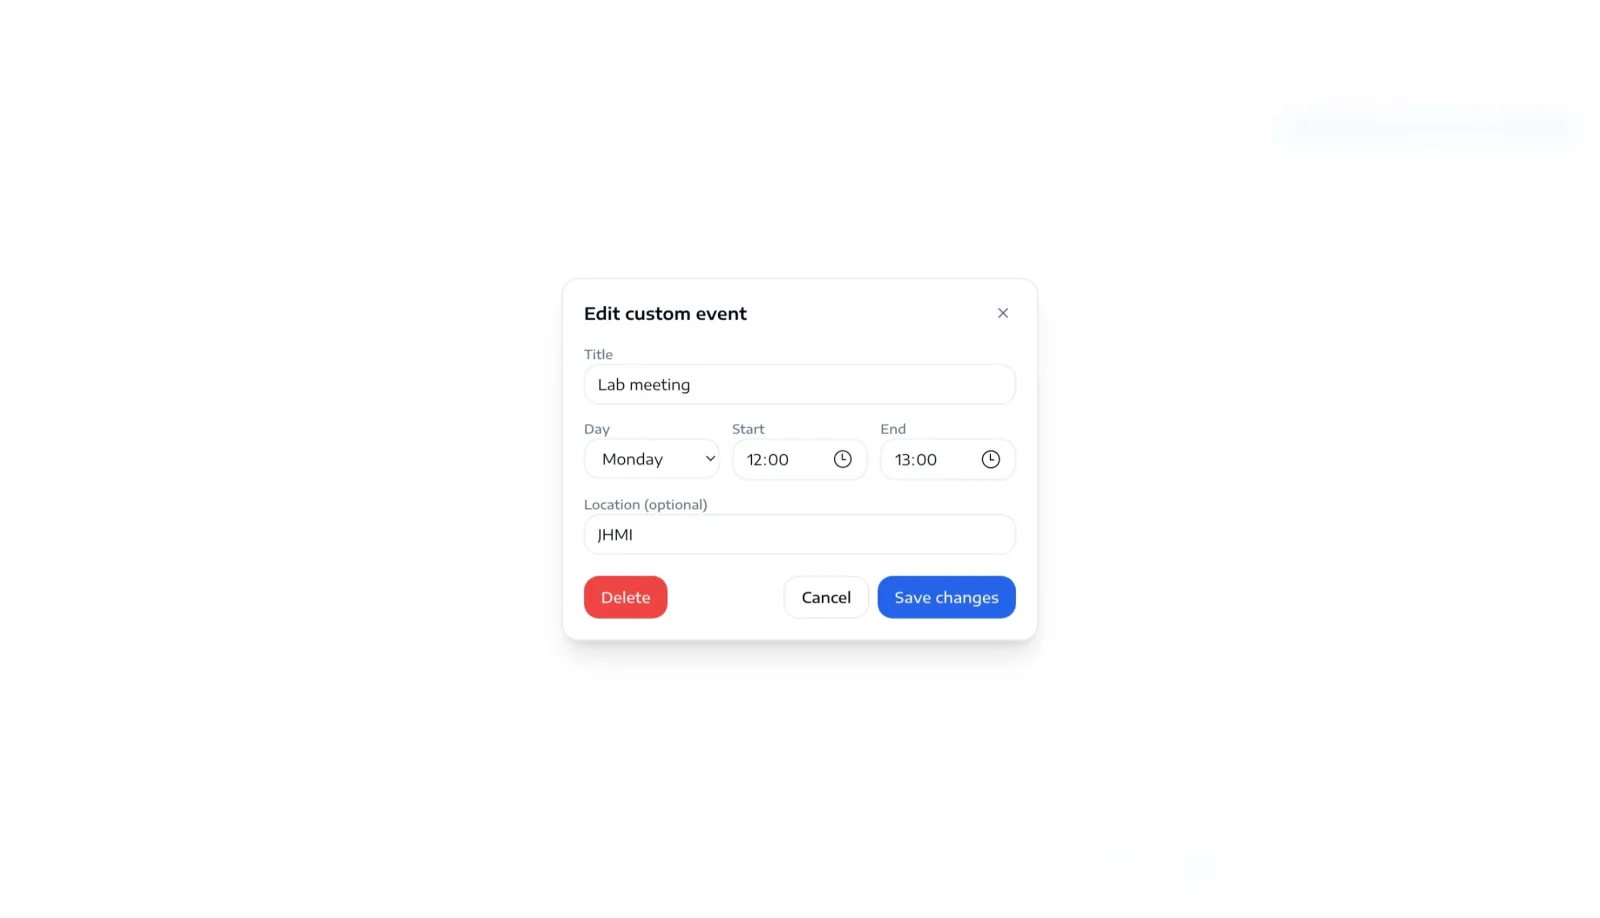 Edit custom event
Title
Lab meeting
Day Start End
Monday 12:00 13:00
Location (optional)
JHMI
Delete Cancel Save changes